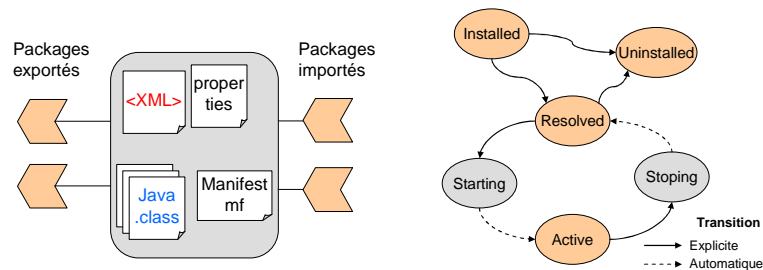 Packages
exportés
<XML>
proper
ties
Java
.class
Manifest
mf
Packages
importés
Installed
Uninstalled
Resolved
Starting
Stoping
Active
Transition
Explicite
Automatique